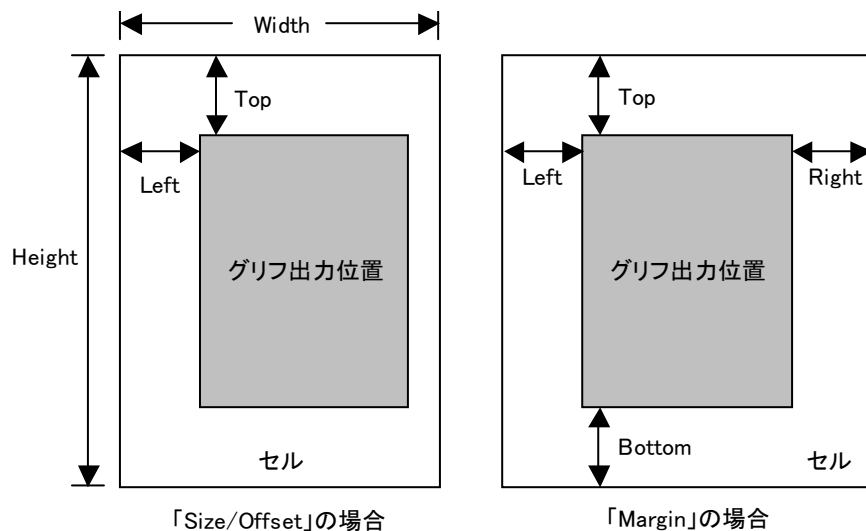 Width
Top
Left
Height
グリフ出力位置
セル
「Size/Offset」の場合
Top
Left
Right
グリフ出力位置
Bottom
セル
「Margin」の場合